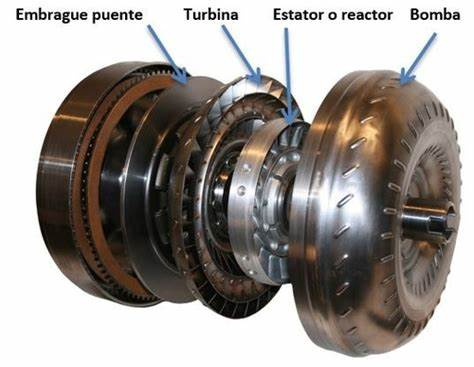 Embrague puente
Turbina
Estator o reactor
Bomba